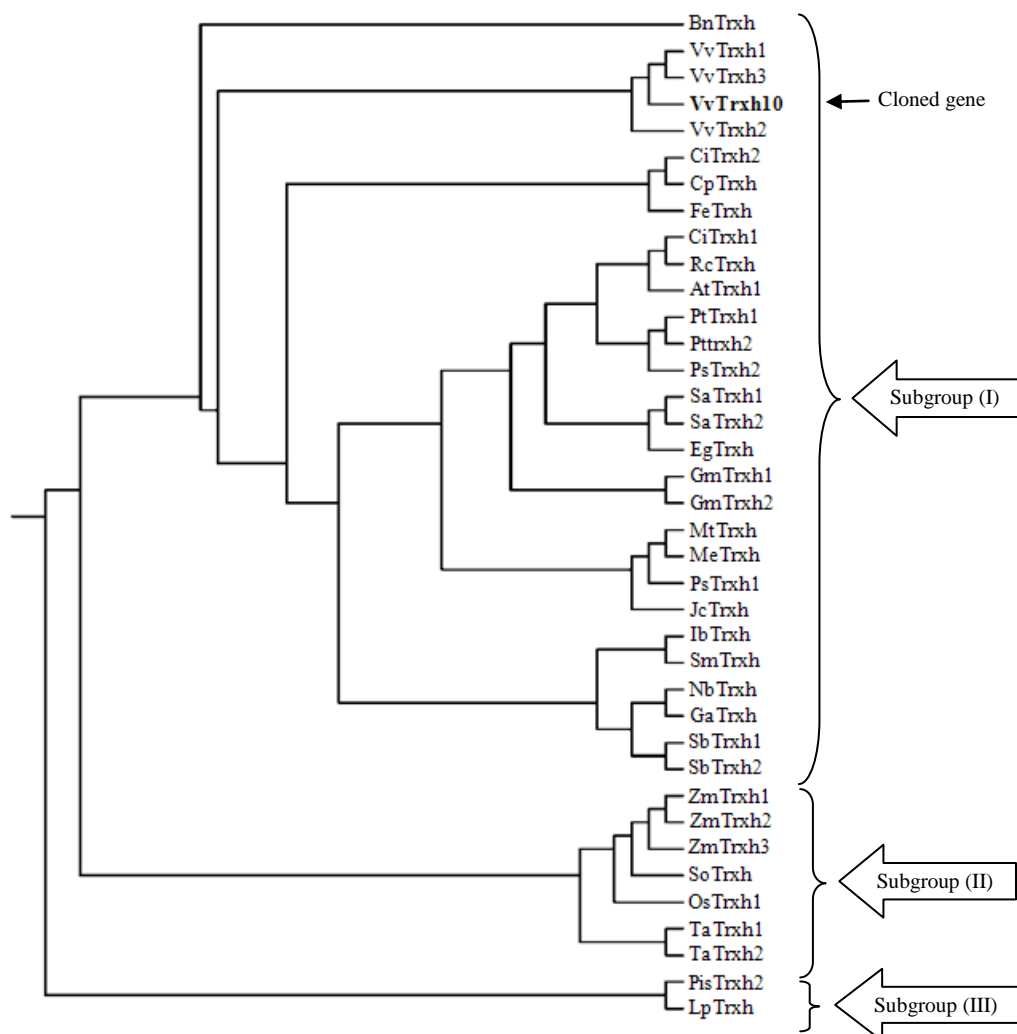 BnTrxh
VvTrxh1
VvTrxh3
VvTrxh10
Cloned gene
VvTrxh2
CiTrxh2
CpTrxh
FeTrxh
CiTrxh1
RcTrxh
AtTrxh1
PtTrxh1
Pttrxh2
PsTrxh2
SaTrxh1
Subgroup (I)
SaTrxh2
EgTrxh
GmTrxh1
GmTrxh2
MtTrxh
MeTrxh
PsTrxh1
JcTrxh
IbTrxh
SmTrxh
NbTrxh
GaTrxh
SbTrxh1
SbTrxh2
ZmTrxh1
ZmTrxh2
ZmTrxh3
SoTrxh
Subgroup (II)
OsTrxh1
TaTrxh1
TaTrxh2
PisTrxh2
LpTrxh
Subgroup (III)